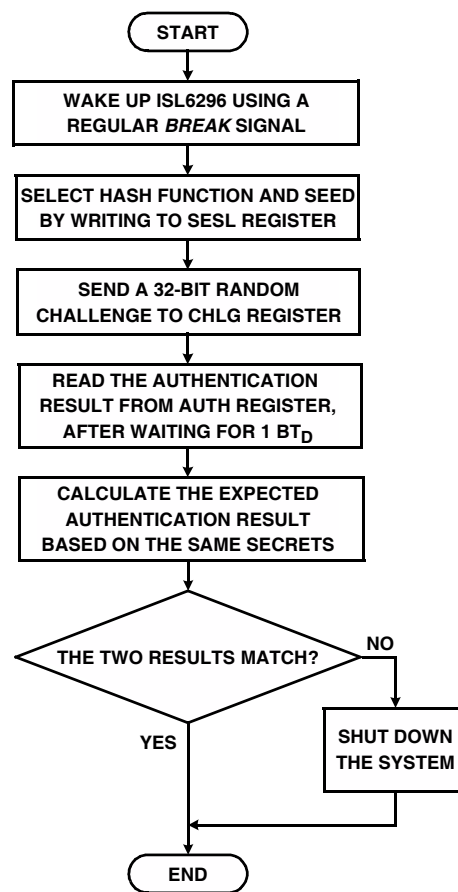 START
WAKE UP ISL6296 USING A
REGULAR BREAK SIGNAL
SELECT HASH FUNCTION AND SEED
BY WRITING TO SESL REGISTER
SEND A 32-BIT RANDOM
CHALLENGE TO CHLG REGISTER
READ THE AUTHENTICATION
RESULT FROM AUTH REGISTER,
AFTER WAITING FOR 1 BTD
CALCULATE THE EXPECTED
AUTHENTICATION RESULT
BASED ON THE SAME SECRETS
THE TWO RESULTS MATCH?
NO
YES
SHUT DOWN
THE SYSTEM
END